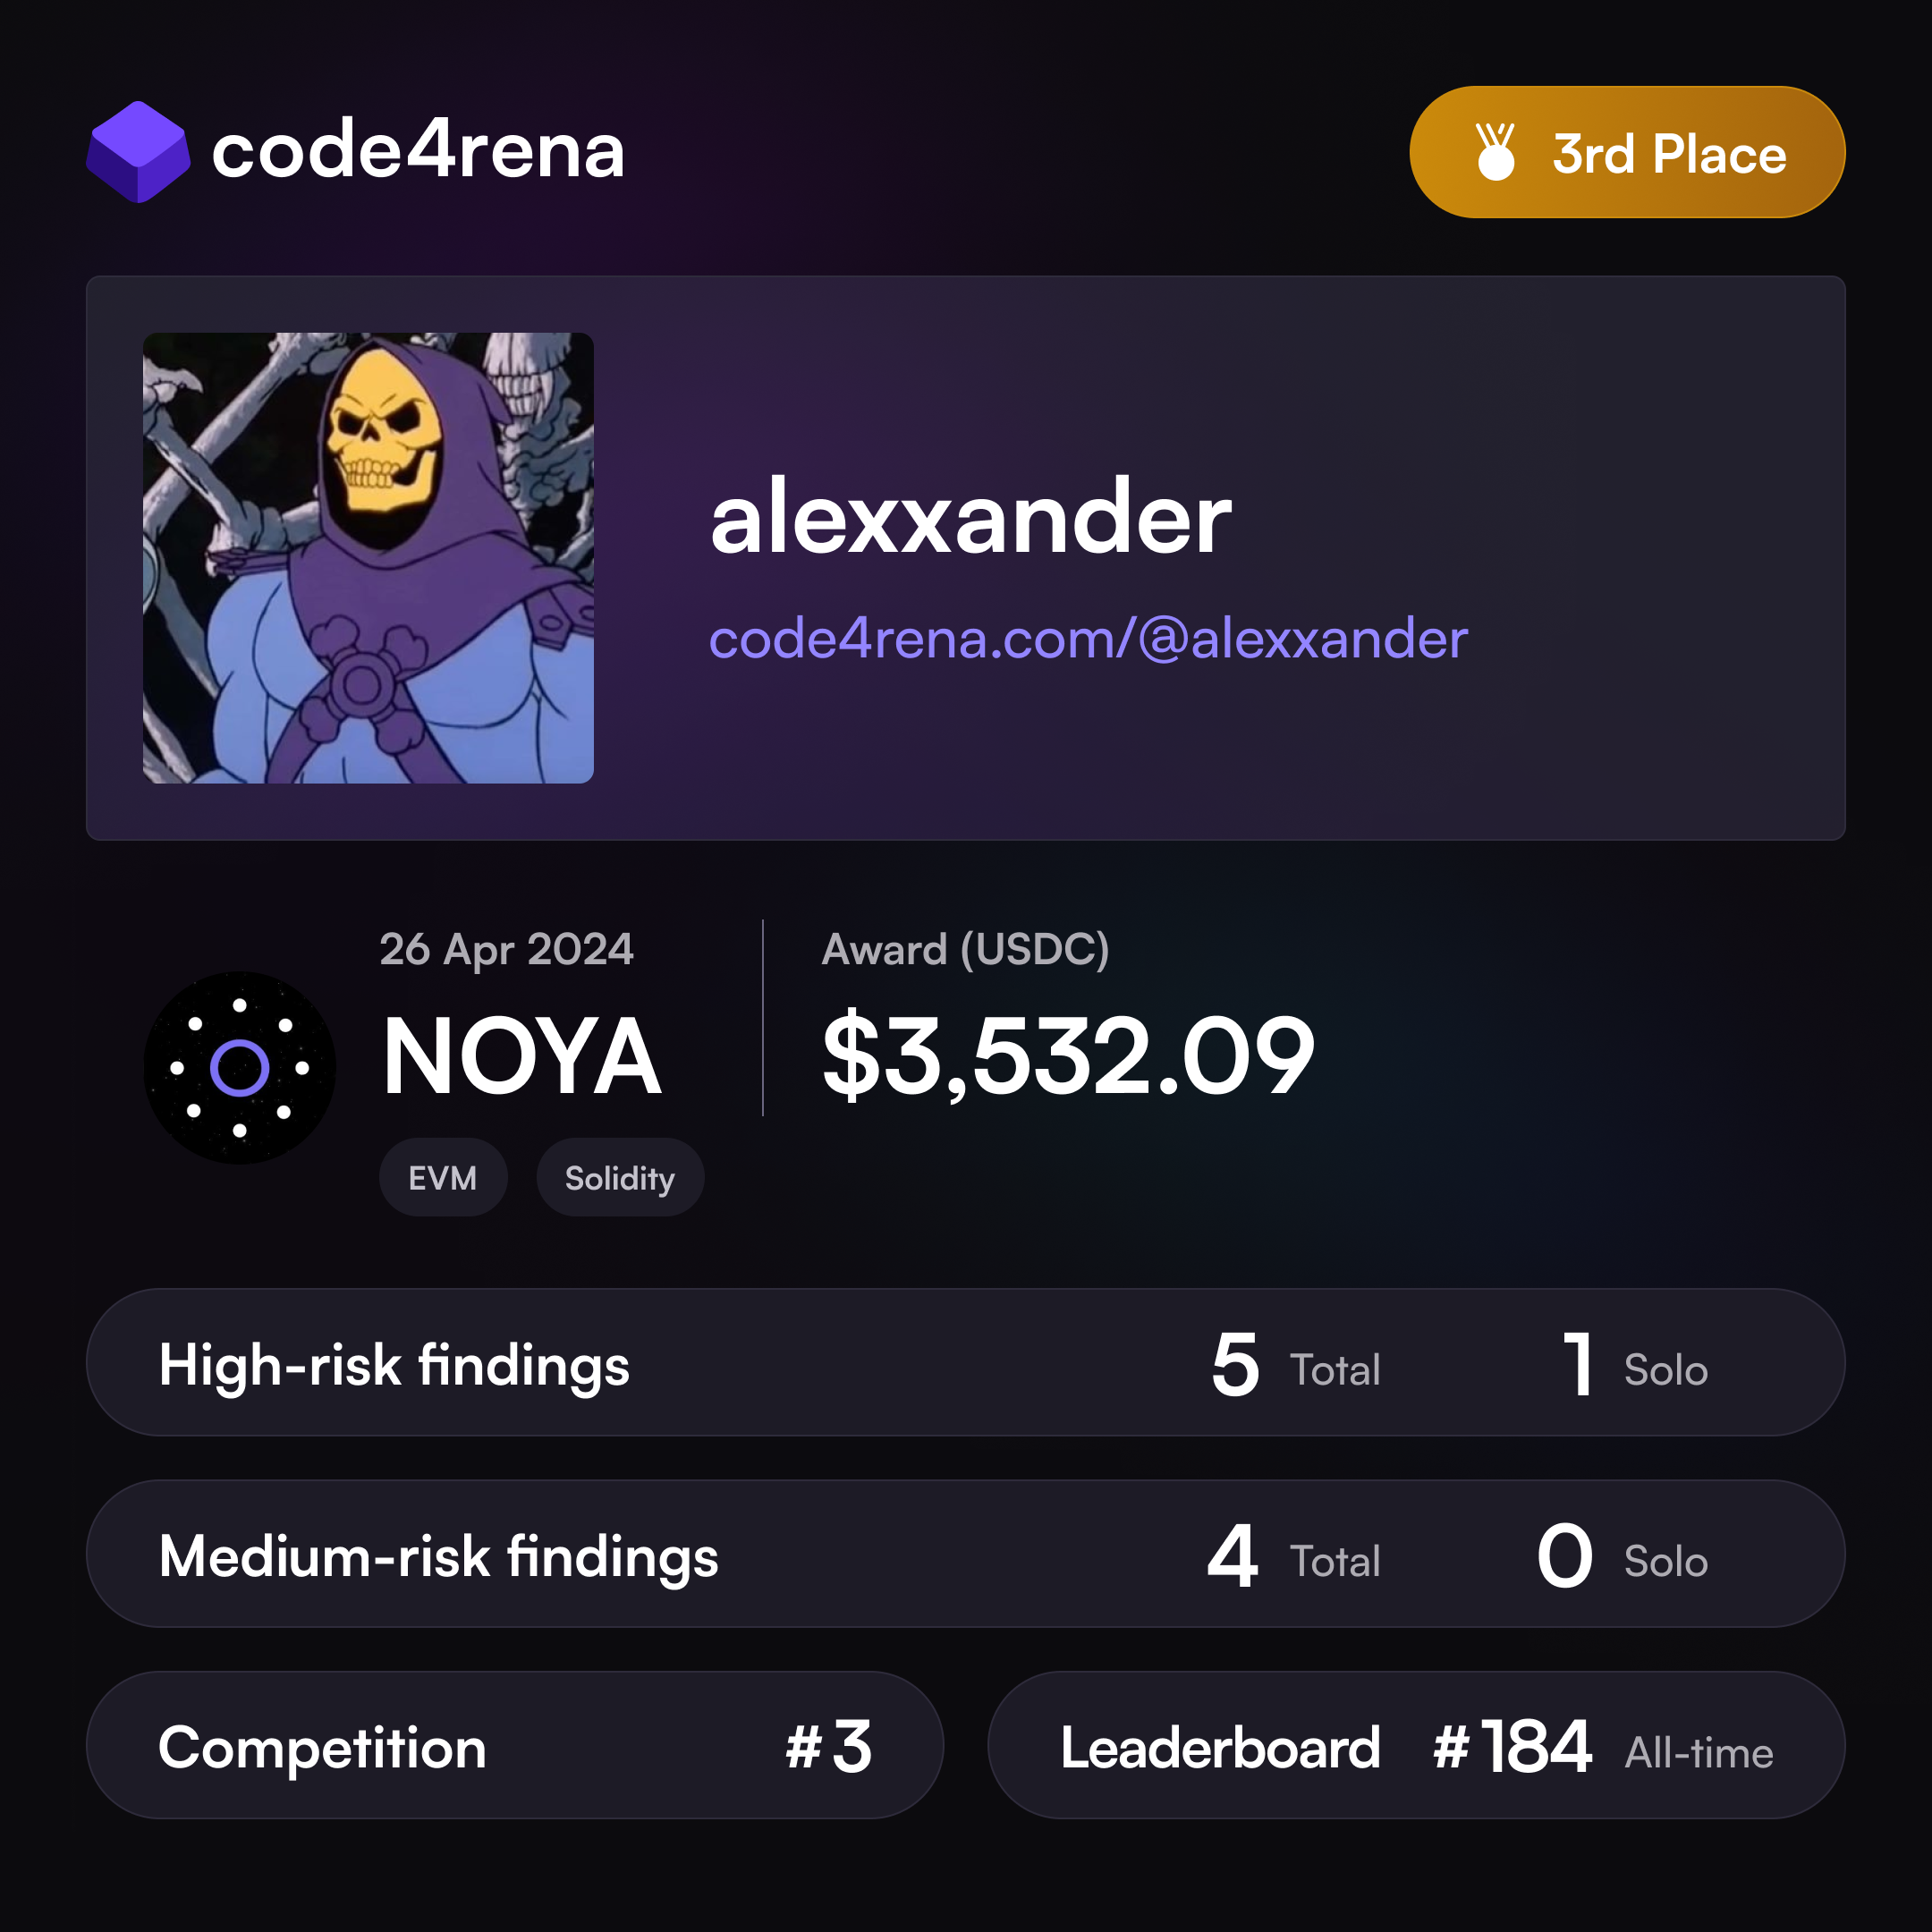 code4rena
3rd Place
alexxander
code4rena.com/@alexxander
26 Apr 2024
NOYA
EVM Solidity
Award (USDC)
$3,532.09
High-risk findings 5 Total 1 Solo
Medium-risk findings 4 Total 0 Solo
Competition #3
Leaderboard #184 All-time